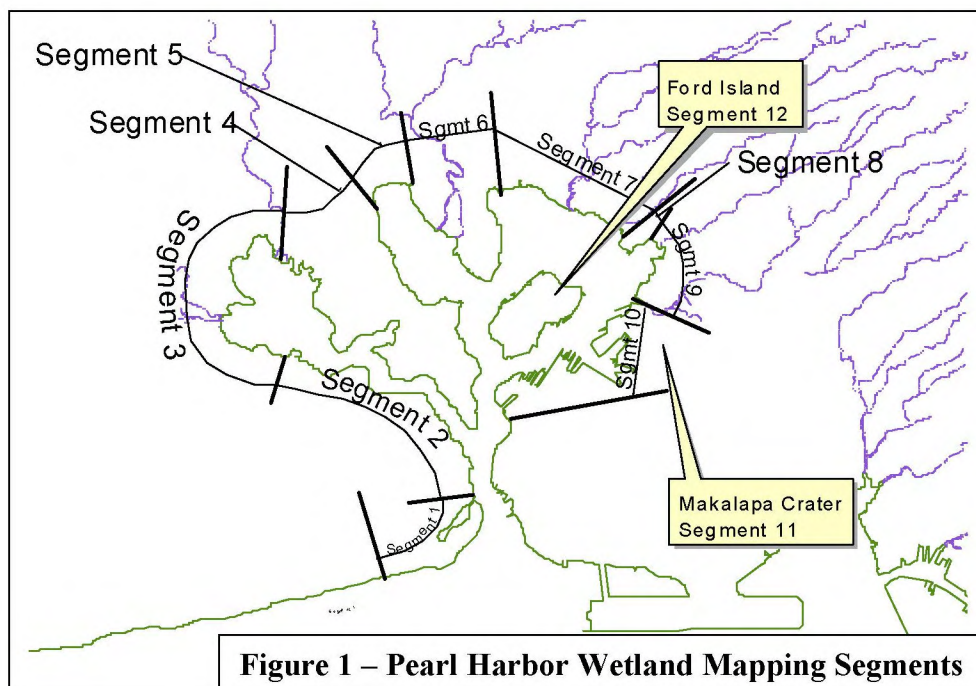 Segment 5
Segment 4
Sgmt 6
Ford Island
Segment 12
Segment 7
Segment 8
Segment 3
Sgmt 9
Sgmt 10
Segment 2
Makalapa Crater
Segment 11
Segment 1
Figure 1 – Pearl Harbor Wetland Mapping Segments